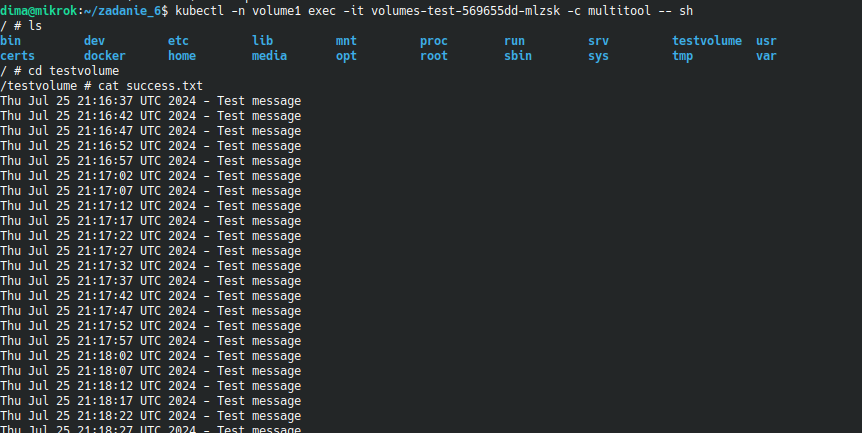 dima@mikrok:~/zadanie_6$ kubectl -n volume1 exec -it volumes-test-569655dd-mlzsk -c multitool -- sh
/ # ls
bin dev etc lib mnt proc run srv testvolume usr
certs docker home media opt root sbin sys tmp var
/ # cd testvolume
/testvolume # cat success.txt
Thu Jul 25 21:16:37 UTC 2024 - Test message
Thu Jul 25 21:16:42 UTC 2024 - Test message
Thu Jul 25 21:16:47 UTC 2024 - Test message
Thu Jul 25 21:16:52 UTC 2024 - Test message
Thu Jul 25 21:16:57 UTC 2024 - Test message
Thu Jul 25 21:17:02 UTC 2024 - Test message
Thu Jul 25 21:17:07 UTC 2024 - Test message
Thu Jul 25 21:17:12 UTC 2024 - Test message
Thu Jul 25 21:17:17 UTC 2024 - Test message
Thu Jul 25 21:17:22 UTC 2024 - Test message
Thu Jul 25 21:17:27 UTC 2024 - Test message
Thu Jul 25 21:17:32 UTC 2024 - Test message
Thu Jul 25 21:17:37 UTC 2024 - Test message
Thu Jul 25 21:17:42 UTC 2024 - Test message
Thu Jul 25 21:17:47 UTC 2024 - Test message
Thu Jul 25 21:17:52 UTC 2024 - Test message
Thu Jul 25 21:17:57 UTC 2024 - Test message
Thu Jul 25 21:18:02 UTC 2024 - Test message
Thu Jul 25 21:18:07 UTC 2024 - Test message
Thu Jul 25 21:18:12 UTC 2024 - Test message
Thu Jul 25 21:18:17 UTC 2024 - Test message
Thu Jul 25 21:18:22 UTC 2024 - Test message
Thu Jul 25 21:18:27 UTC 2024 - Test message